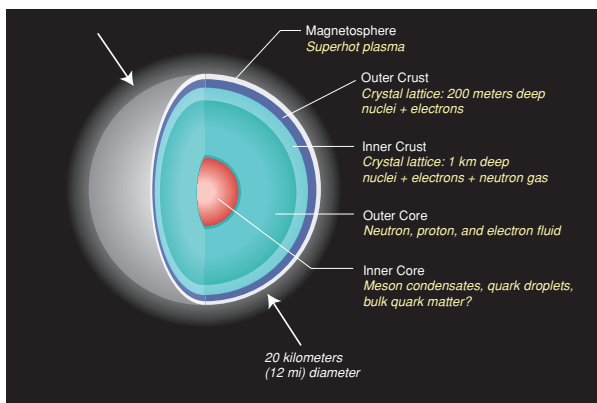 Magnetosphere
Superhot plasma
Outer Crust
Crystal lattice: 200 meters deep
nuclei + electrons
Inner Crust
Crystal lattice: 1 km deep
nuclei + electrons + neutron gas
Outer Core
Neutron, proton, and electron fluid
Inner Core
Meson condensates, quark droplets,
bulk quark matter?
20 kilometers
(12 mi) diameter